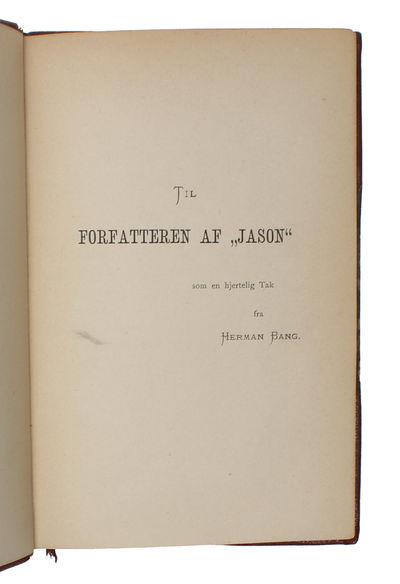 TIL
FORFATTEREN AF „JASON“
som en hjertelig Tak
fra
HERMAN BANG.